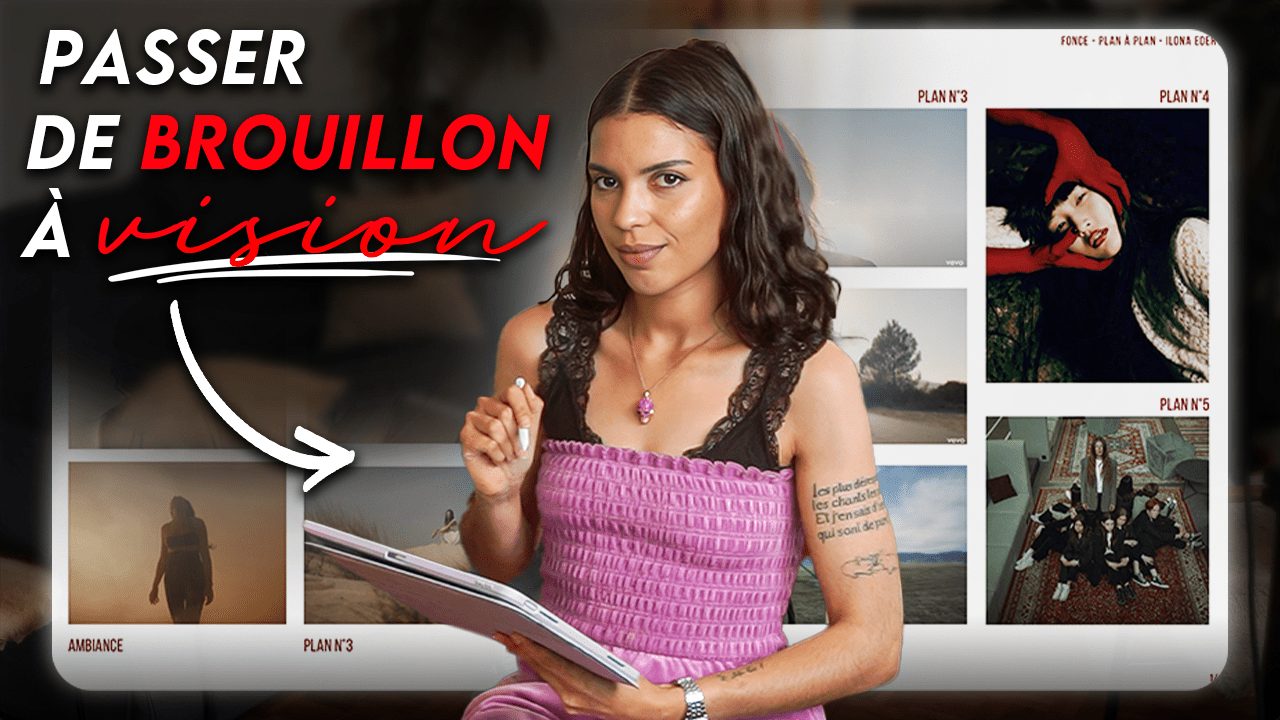 PASSER
DE BROUILLON
À vision
FONCE - PLAN À PLAN - ILONA EDER
PLAN N°3
PLAN N°4
vevo
vevo
PLAN N°5
les plus
les chants les
Et j'en sais d'
qui sont de
AMBIANCE
PLAN N°3